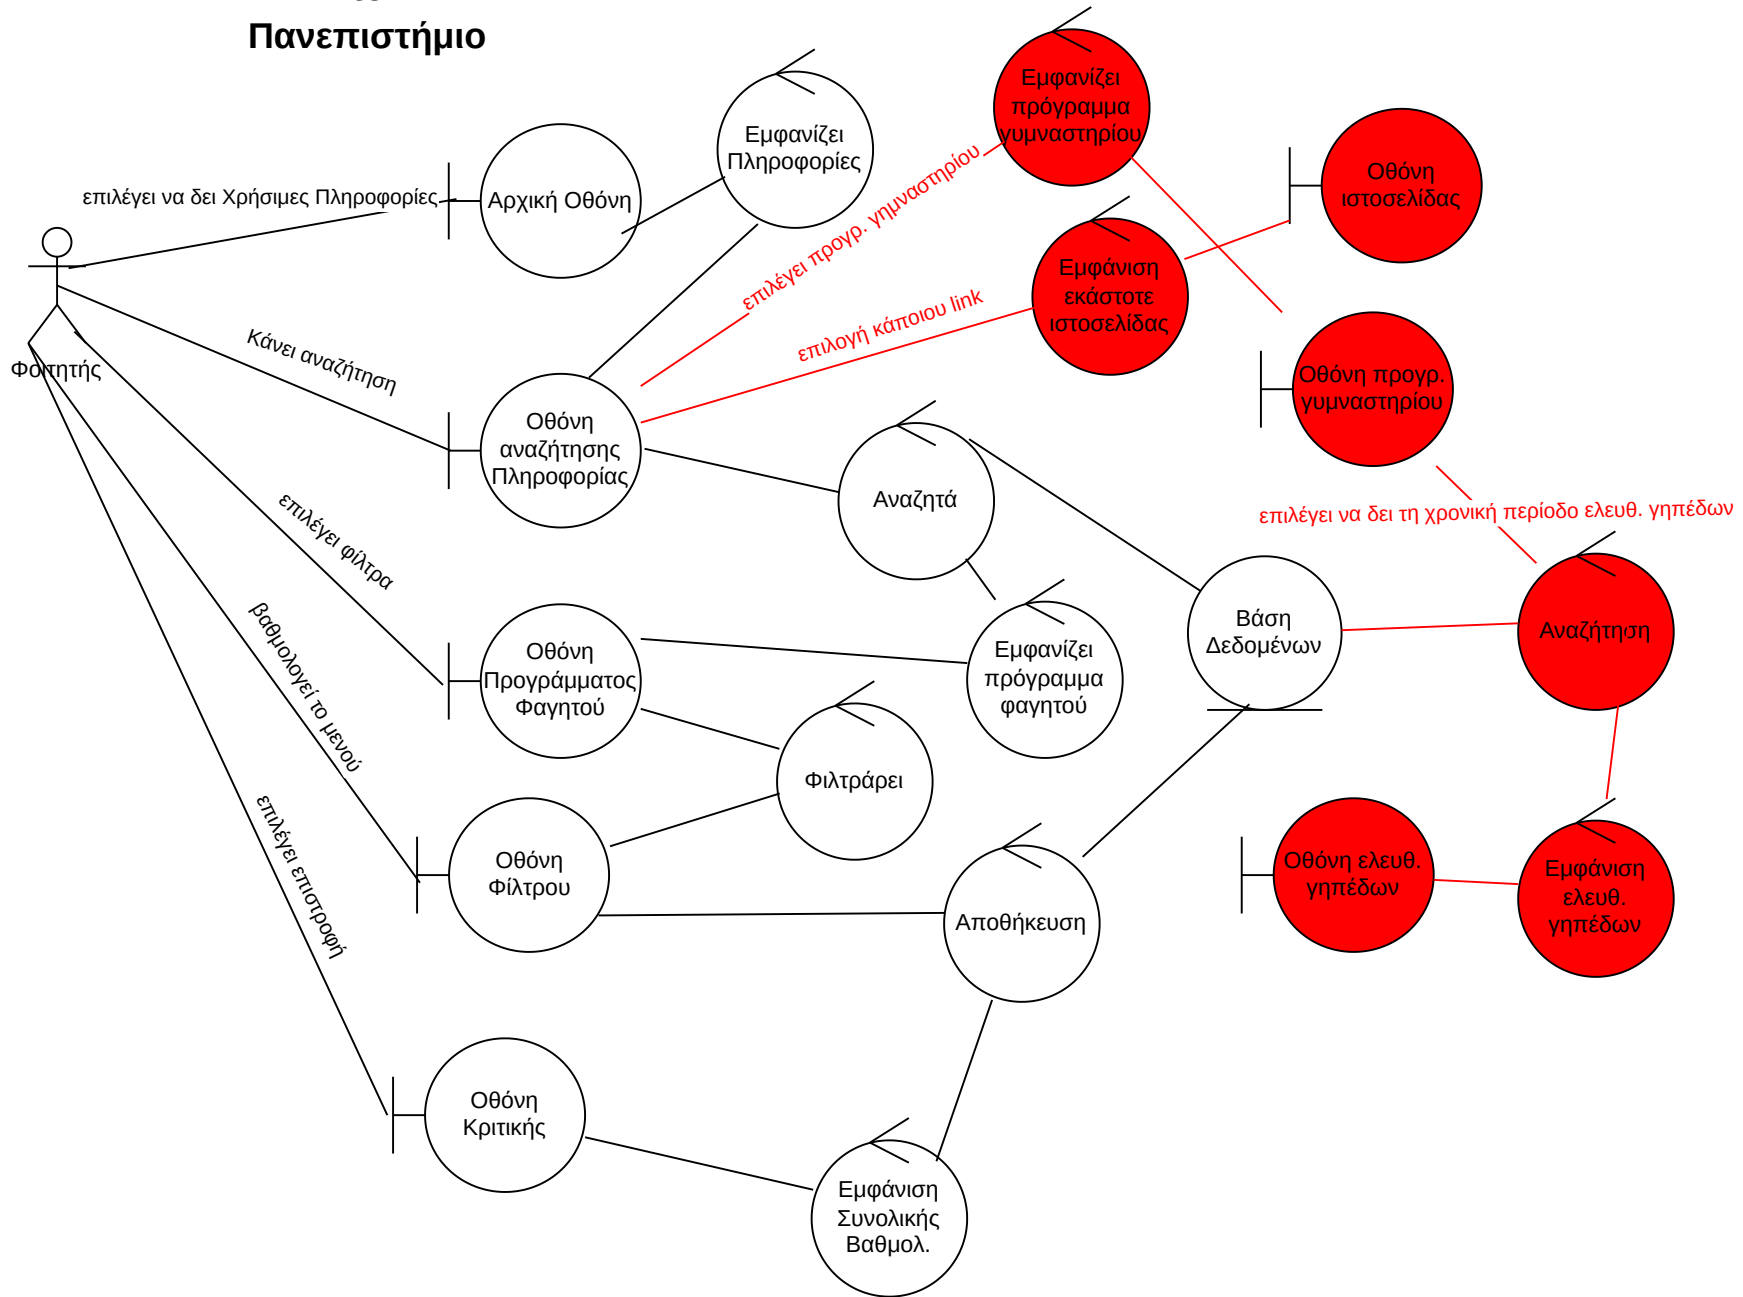 Πανεπιστήμιο
Εμφανίζει
πρόγραμμα
γυμναστηρίου
Εμφανίζει
Πληροφορίες
Οθόνη
ιστοσελίδας
επιλέγει να δει Χρήσιμες Πληροφορίες
Αρχική Οθόνη
επιλέγει προγρ. γημναστηρίου
Εμφάνιση
εκάστοτε
ιστοσελίδας
επιλογή κάποιου link
Φοιτητής
Κάνει αναζήτηση
Οθόνη προγρ.
γυμναστηρίου
Οθόνη
αναζήτησης
Πληροφορίας
Αναζητά
επιλέγει να δει τη χρονική περίοδο ελευθ. γηπέδων
επιλέγει φίλτρα
Βάση
Δεδομένων
Αναζήτηση
Οθόνη
Προγράμματος
Φαγητού
Εμφανίζει
πρόγραμμα
φαγητού
βαθμολογεί το μενού
Φιλτράρει
επιλέγει επιστροφή
Οθόνη
Φίλτρου
Οθόνη ελευθ.
γηπέδων
Εμφάνιση
ελευθ.
γηπέδων
Αποθήκευση
Οθόνη
Κριτικής
Εμφάνιση
Συνολικής
Βαθμολ.